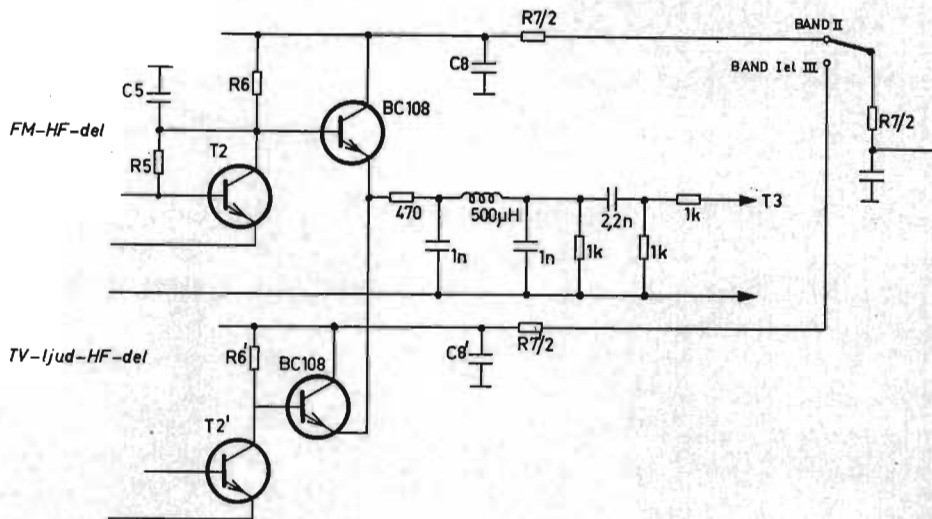 R7/2
BAND II
C5
R6
C8
BAND I el III
BC108
FM-HF-del
R7/2
R5
T2
470
500µH
2,2n
1k
T3
1n
1n
1k
1k
TV-ljud-HF-del
R6'
BC108
C8'
R7/2
T2'